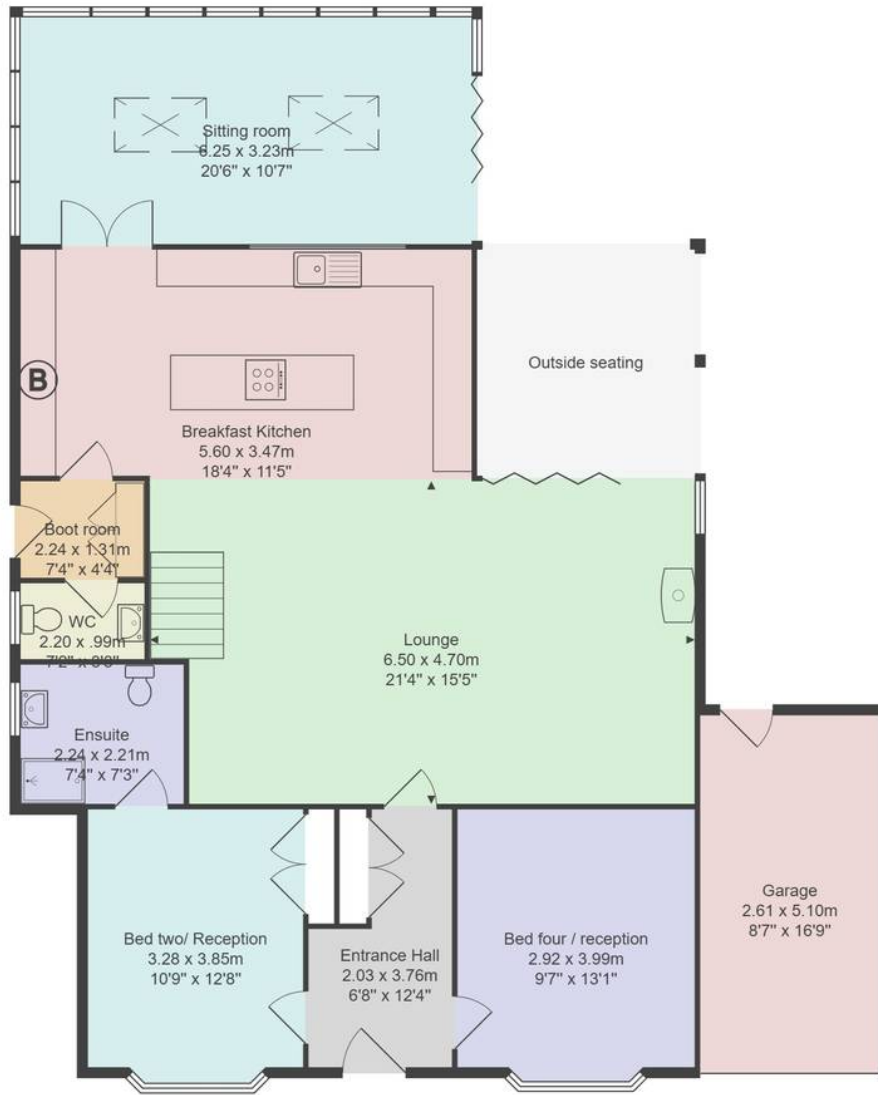 Sitting room
6.25 x 3.23m
20'6" x 10'7"
B
Outside seating
Breakfast Kitchen
5.60 x 3.47m
18'4" x 11'5"
Boot room
2.24 x 1.31m
7'4" x 4'4"
WC
2.20 x .99m
7'2" x 3'3"
Lounge
6.50 x 4.70m
21'4" x 15'5"
Ensuite
2.24 x 2.21m
7'4" x 7'3"
Bed two/ Reception
3.28 x 3.85m
10'9" x 12'8"
Entrance Hall
2.03 x 3.76m
6'8" x 12'4"
Bed four / reception
2.92 x 3.99m
9'7" x 13'1"
Garage
2.61 x 5.10m
8'7" x 16'9"